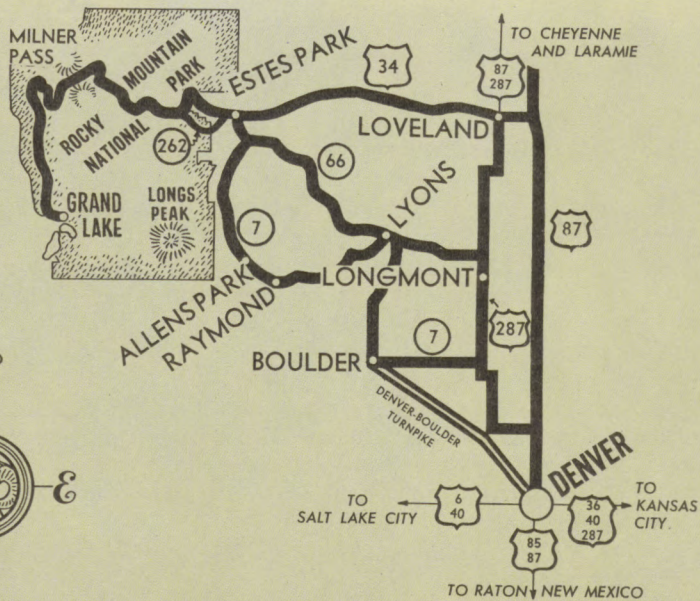 MILNER
PASS
MOUNTAIN
PARK
ROCKY
NATIONAL
262
GRAND
LAKE
LONGS
PEAK
ESTES PARK
34
TO CHEYENNE
AND LARAMIE
87
287
LOVELAND
66
LYONS
7
87
ALLENS PARK
RAYMOND
LONGMONT
287
7
BOULDER
DENVER-BOULDER
TURNPIKE
DENVER
E
TO
SALT LAKE CITY
6
40
36
40
287
TO
KANSAS
CITY.
85
87
TO RATON NEW MEXICO